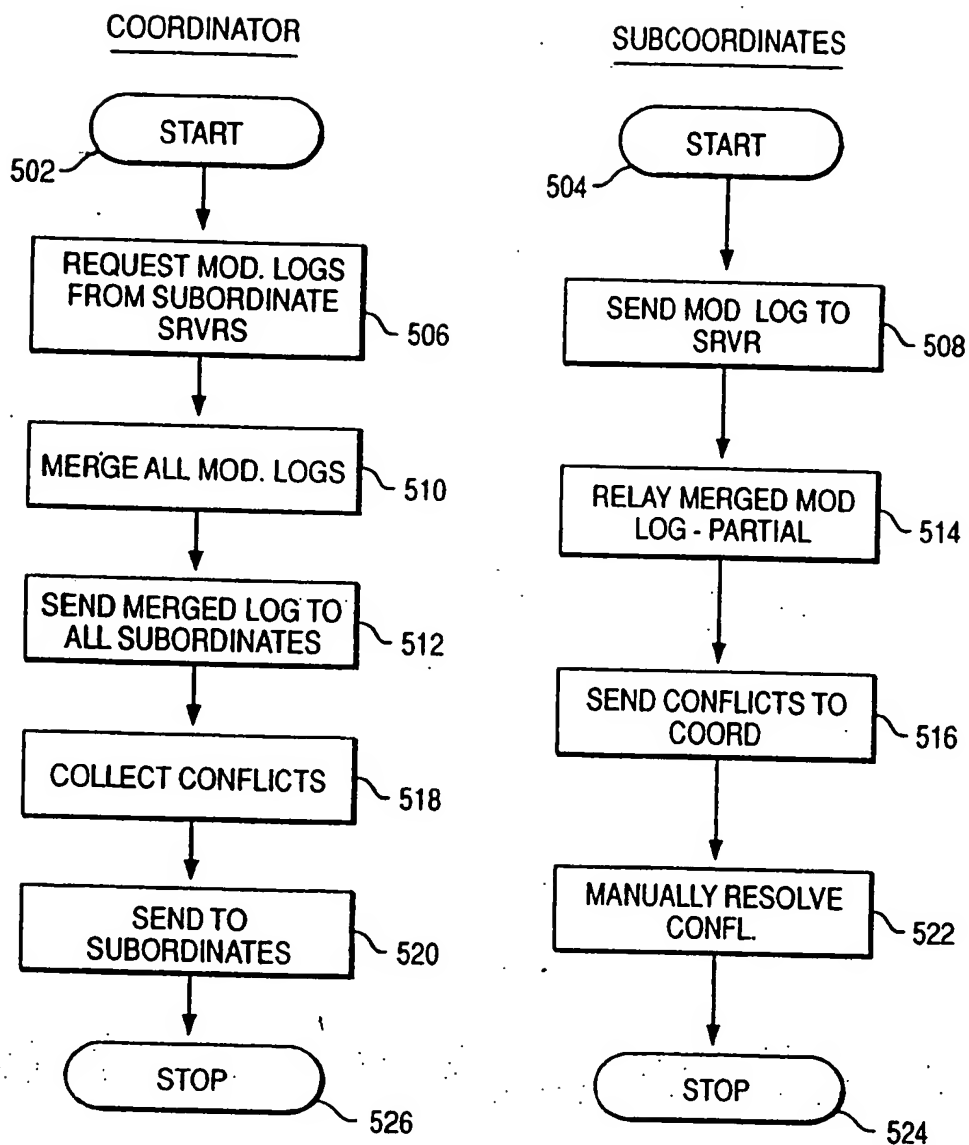 COORDINATOR
START
502
REQUEST MOD. LOGS
FROM SUBORDINATE
SRVRS
506
MERGE ALL MOD. LOGS
510
SEND MERGED LOG TO
ALL SUBORDINATES
512
COLLECT CONFLICTS
518
SEND TO
SUBORDINATES
520
STOP
526
SUBCOORDINATES
START
504
SEND MOD LOG TO
SRVR
508
RELAY MERGED MOD
LOG - PARTIAL
514
SEND CONFLICTS TO
COORD
516
MANUALLY RESOLVE
CONFL.
522
STOP
524